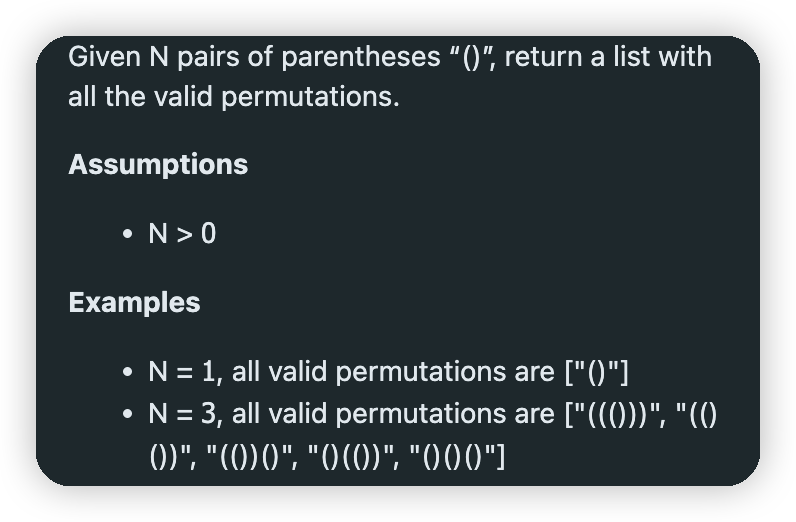 Given N pairs of parentheses “()”, return a list with
all the valid permutations.
Assumptions
• N > 0
Examples
• N = 1, all valid permutations are ["()"]
• N = 3, all valid permutations are ["((()))", "(()
())", "(())()", "()(())", "()()()"]